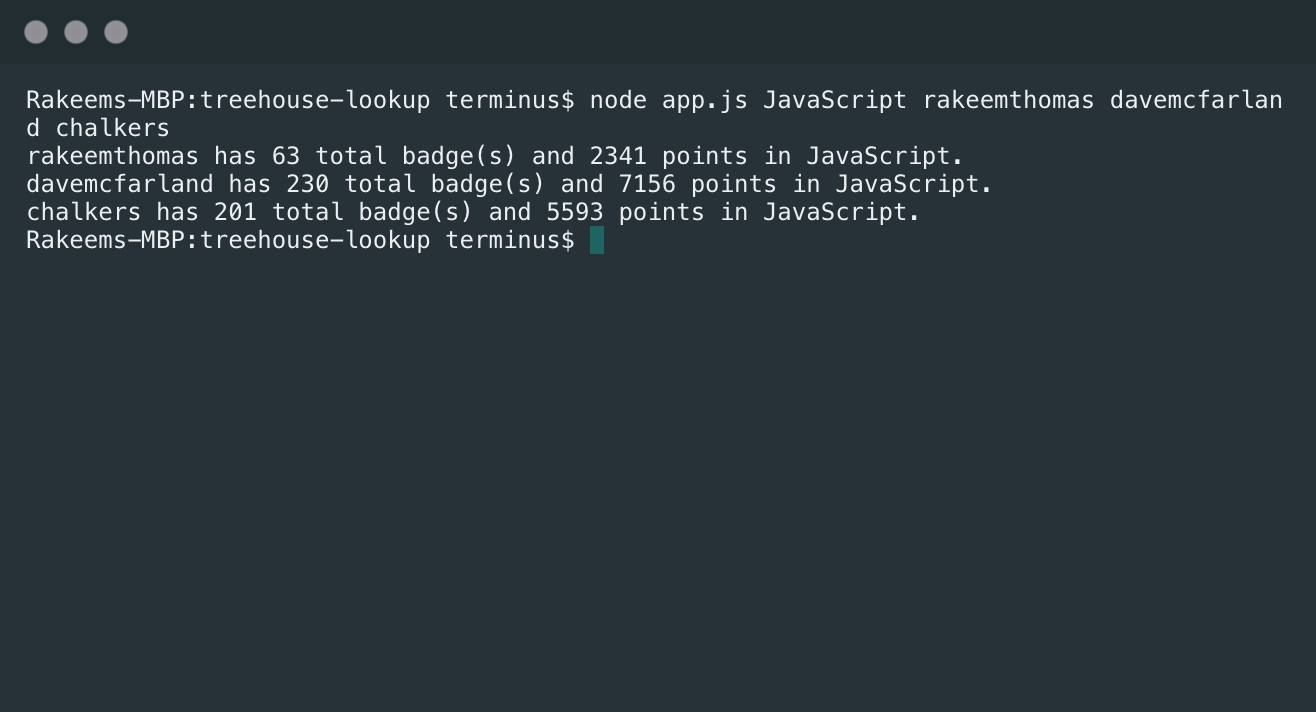 Rakeems-MBP:treehouse-lookup terminus$ node app.js JavaScript rakeemthomas davemcfarlan
d chalkers
rakeemthomas has 63 total badge(s) and 2341 points in JavaScript.
davemcfarland has 230 total badge(s) and 7156 points in JavaScript.
chalkers has 201 total badge(s) and 5593 points in JavaScript.
Rakeems-MBP:treehouse-lookup terminus$